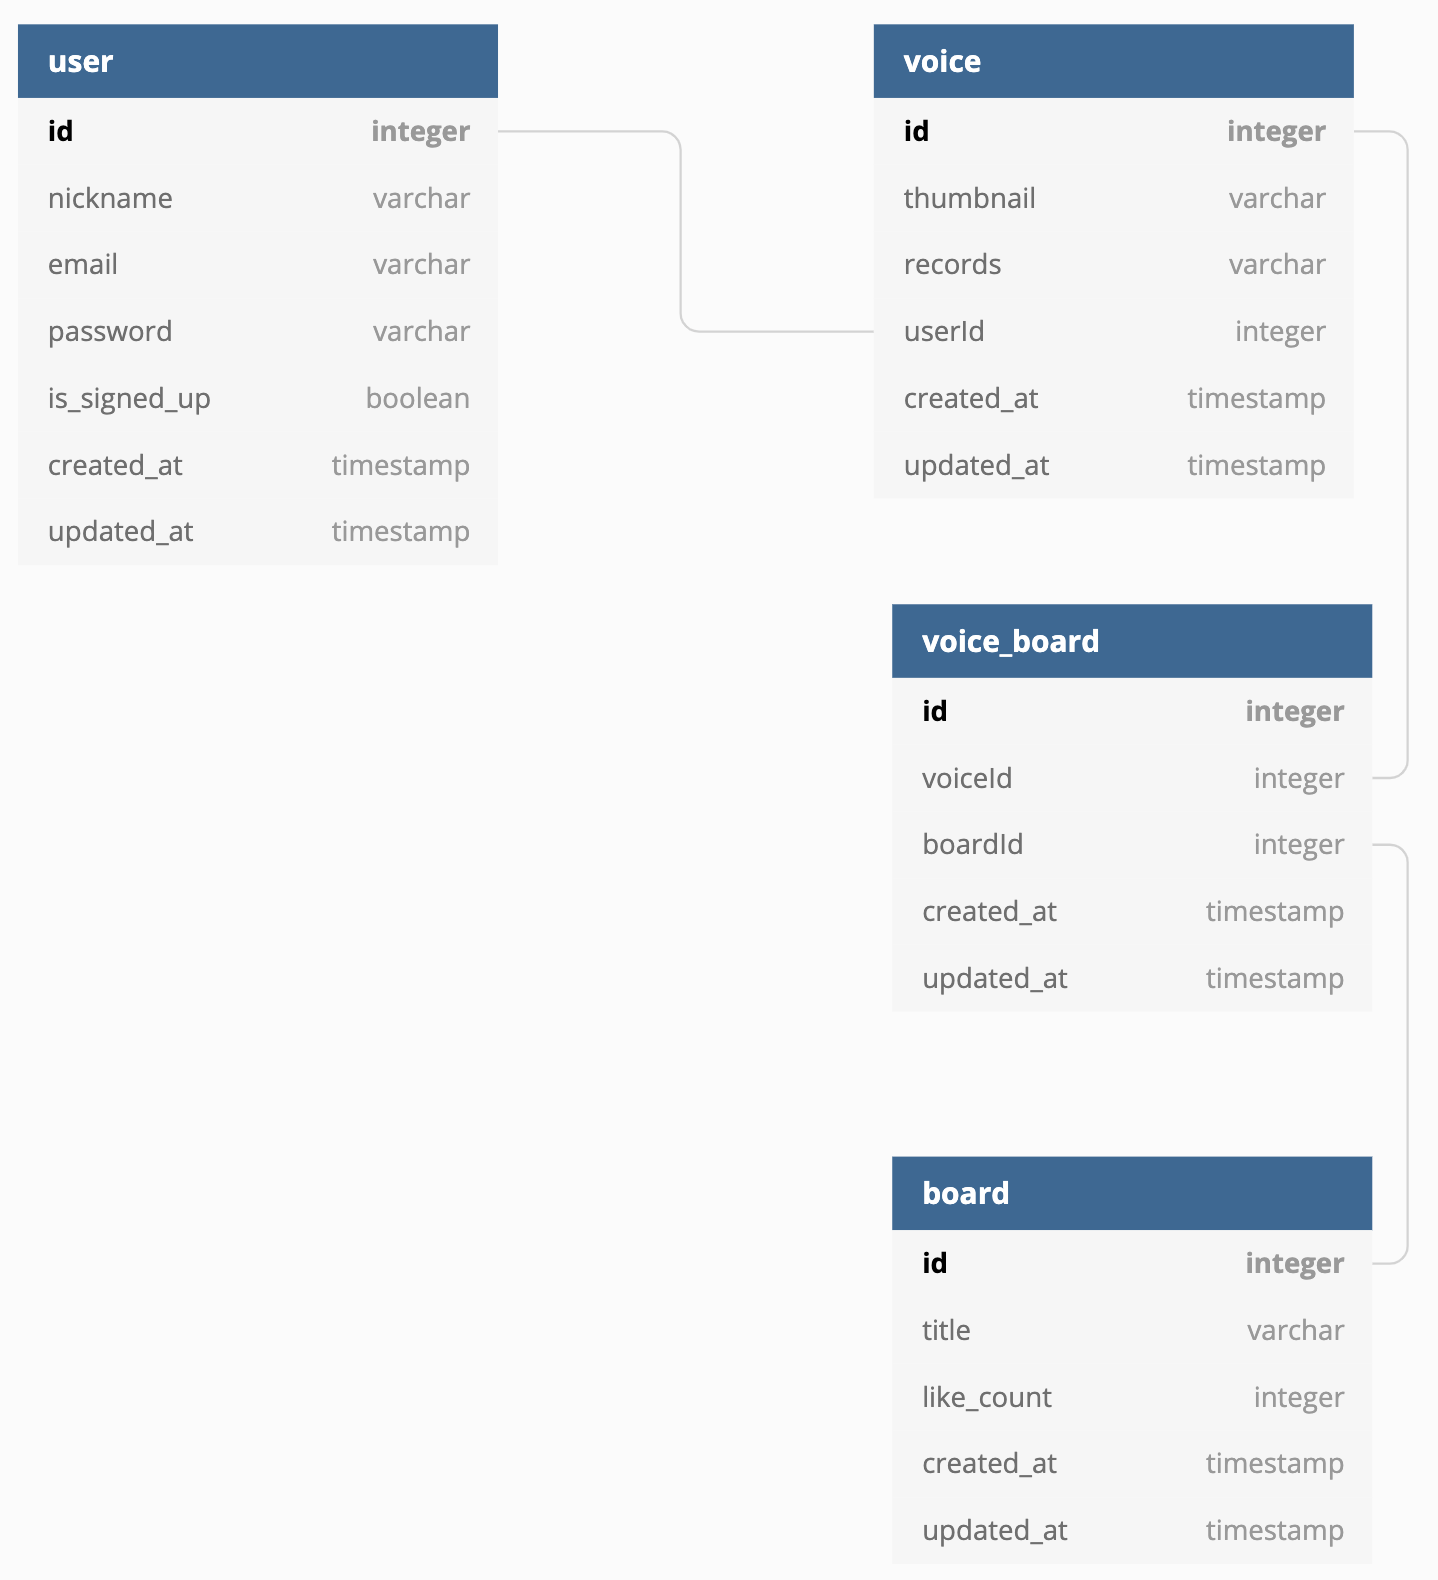 user
id integer
nickname varchar
email varchar
password varchar
is_signed_up boolean
created_at timestamp
updated_at timestamp
voice
id integer
thumbnail varchar
records varchar
userId integer
created_at timestamp
updated_at timestamp
voice_board
id integer
voiceId integer
boardId integer
created_at timestamp
updated_at timestamp
board
id integer
title varchar
like_count integer
created_at timestamp
updated_at timestamp